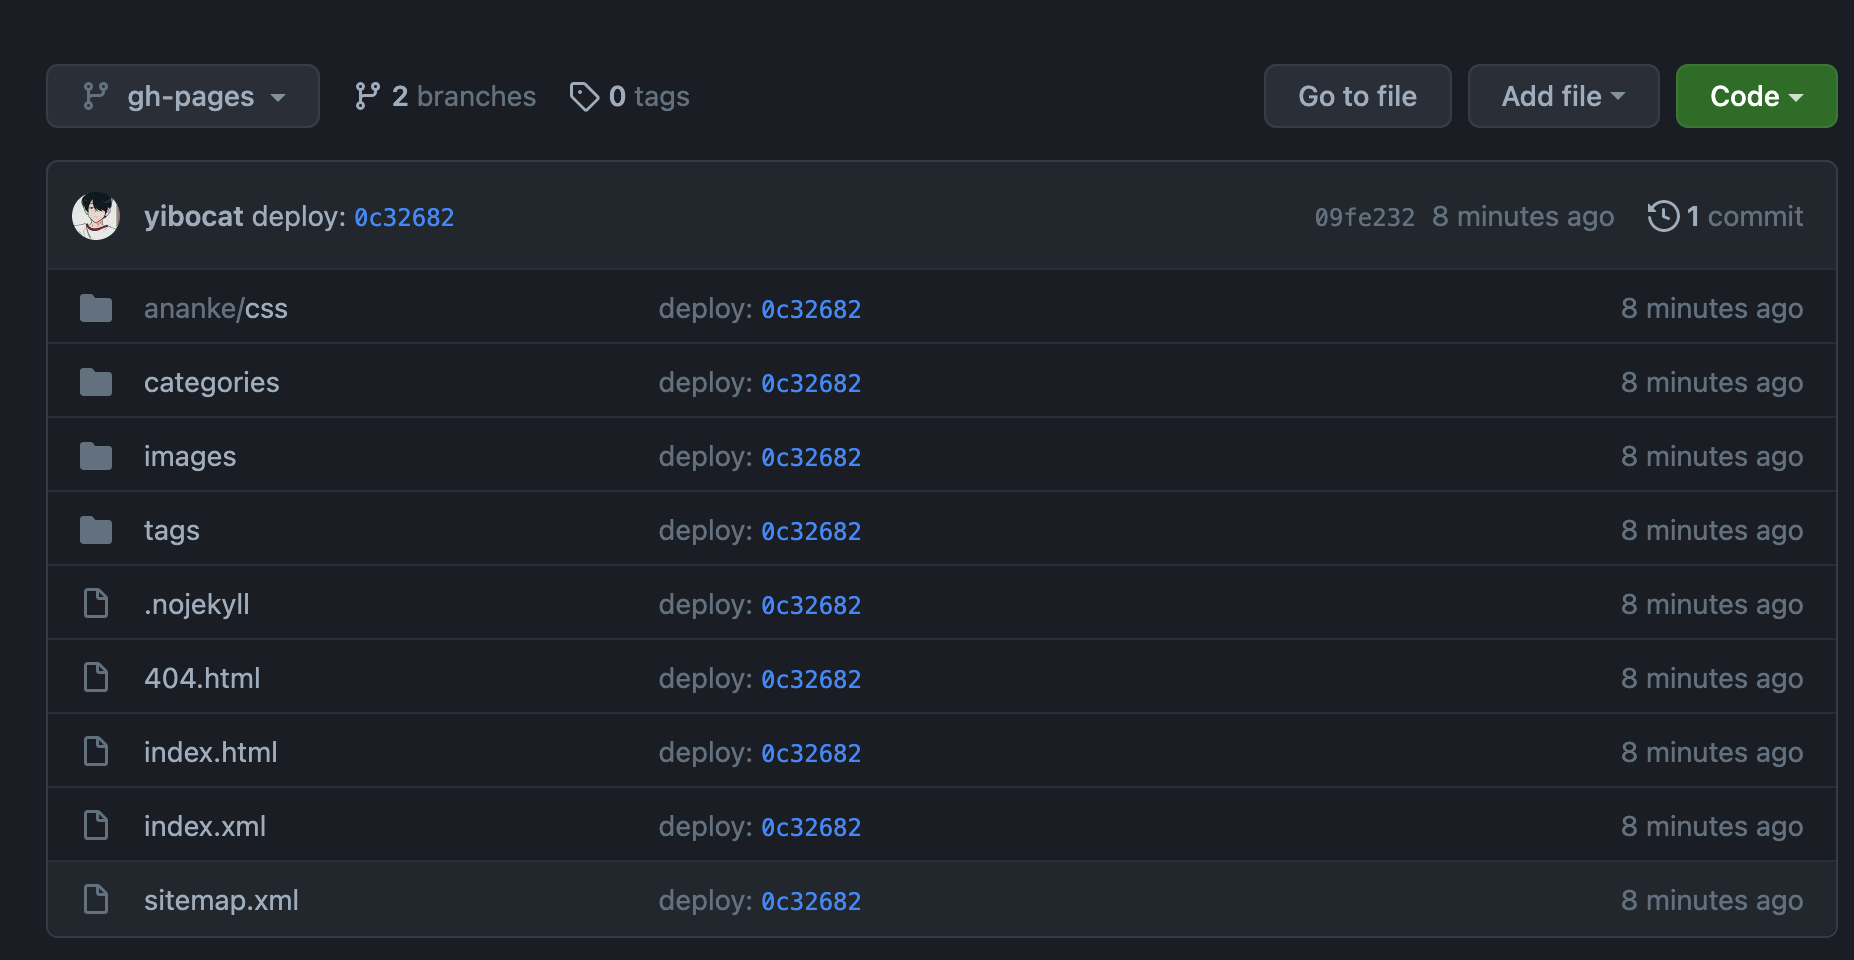 gh-pages 2 branches 0 tags Go to file Add file Code
yibocat deploy: 0c32682 09fe232 8 minutes ago 1 commit
ananke/css deploy: 0c32682 8 minutes ago
categories deploy: 0c32682 8 minutes ago
images deploy: 0c32682 8 minutes ago
tags deploy: 0c32682 8 minutes ago
.nojekyll deploy: 0c32682 8 minutes ago
404.html deploy: 0c32682 8 minutes ago
index.html deploy: 0c32682 8 minutes ago
index.xml deploy: 0c32682 8 minutes ago
sitemap.xml deploy: 0c32682 8 minutes ago